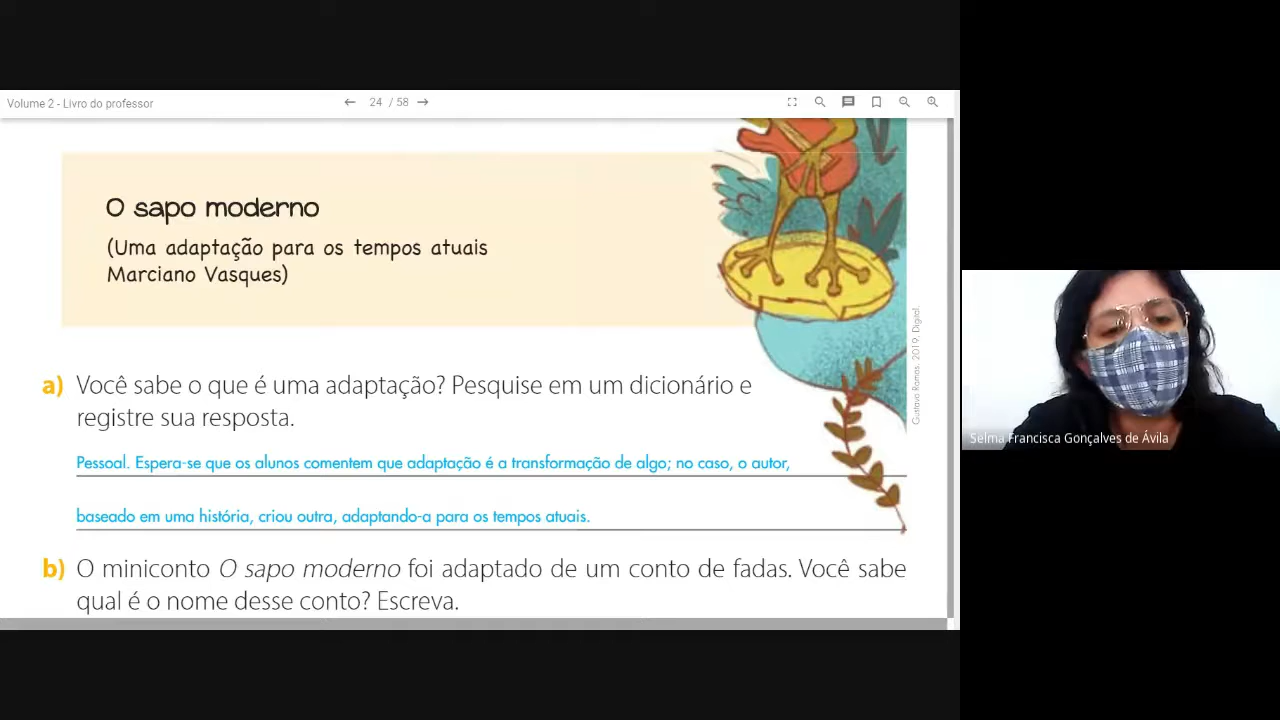 Volume 2 - Livro do professor
24 / 58
O sapo moderno
(Uma adaptação para os tempos atuais
Marciano Vasques)
Gustavo Ramos. 2019. Digital.
a) Você sabe o que é uma adaptação? Pesquise em um dicionário e
registre sua resposta.
Pessoal. Espera-se que os alunos comentem que adaptação é a transformação de algo; no caso, o autor,
baseado em uma história, criou outra, adaptando-a para os tempos atuais.
b) O miniconto O sapo moderno foi adaptado de um conto de fadas. Você sabe
qual é o nome desse conto? Escreva.
Selma Francisca Gonçalves de Ávila